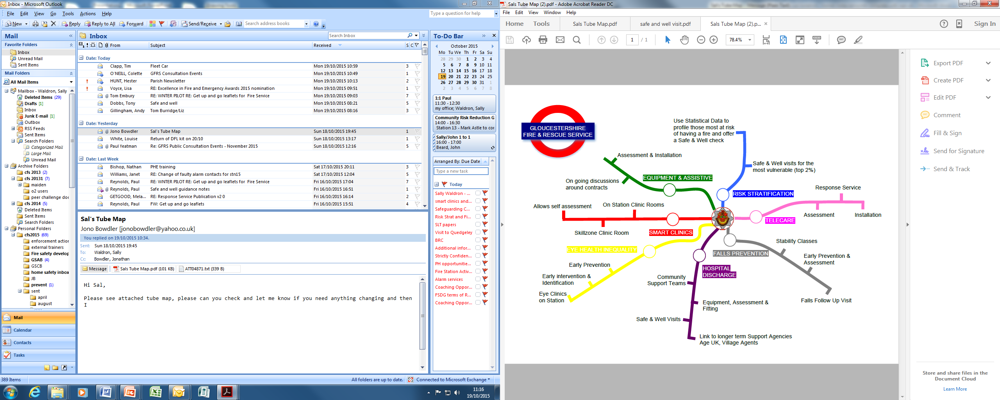 Inbox - Microsoft Outlook
File Edit View Go Tools Actions Help
Type a question for help
New Reply Reply to All Forward Send/Receive Search address books
Mail
Favorite Folders
Inbox
Unread Mail
Sent Items
Mail Folders
All Mail Items
Mailbox - Waldron, Sally
Deleted Items (29)
Drafts [1]
Inbox
Junk E-mail [1]
Outbox
RSS Feeds
Sent Items
Search Folders
Categorized Mail
Large Mail
Unread Mail
Archive Folders
cfs 2013 (2)
cfs 20131 (7)
maiden
o2 users
peer challenge doc
cfs 2014 (5)
Deleted Items
Sent Items
Search Folders
Personal Folders
cfs2015 (69)
enforcement action
external trainers
Fire safety develop
GSAB (4)
GSCB
home safety inbox
JB
prevent (1)
sent
april
august
Mail
Calendar
Contacts
Tasks
389 Items
Inbox
Search Inbox
From Subject Received S C
Date: Today
Clapp, Tim Fleet Car Mon 19/10/2015 10:59 3
O'NEILL, Colette GFRS Consultation Events Mon 19/10/2015 10:49 1
HUNT, Hester Parish Newsletter Mon 19/10/2015 10:13 2
Voyce, Lisa RE: Excellence in Fire and Emergency Awards 2015 nomination Mon 19/10/2015 09:51 1
Tom Embury RE: WNTER PILOT RE: Get up and go leaflets for Fire Service Mon 19/10/2015 09:03 7
Dobbs, Tony Safe and well Mon 19/10/2015 08:21 5
Gillingham, Andy Tom Burridge/Liz Mon 19/10/2015 08:16 3
Date: Yesterday
Jono Bowdler Sal's Tube Map Sun 18/10/2015 19:45 1
White, Louise Return of DFL kit on 20/10 Sun 18/10/2015 13:17 1
Paul Yeatman Re: GFRS Public Consultation Events - November 2015 Sun 18/10/2015 12:16 5
Date: Last Week
Bishop, Nathan PHE training Sat 17/10/2015 20:11 3
Williams, Janet RE: Change of faulty alarm contacts for stn15 Sat 17/10/2015 12:04 5
Reynolds, Paul RE: WNTER PILOT RE: Get up and go leaflets for Fire Service Fri 16/10/2015 17:04 7
Reynolds, Paul Safe and well guidance notes Fri 16/10/2015 16:51 1
GETGOOD, Mela... RE: Response Service Publication v2 0 Fri 16/10/2015 16:14 2
Reynolds, Paul FW: Get up and go leaflets Fri 16/10/2015 15:51 4
Sal's Tube Map
Jono Bowdler [jonobowdler@yahoo.co.uk]
You replied on 19/10/2015 10:34.
Sent: Sun 18/10/2015 19:45
To: Waldron, Sally
Cc: Bowdler, Jonathan
Message Sals Tube Map.pdf (101 KB) ATT04871.txt (339 B)
Hi Sal,
Please see attached tube map, please can you check and let me know if you need anything changing and then
I
All folders are up to date. Connected to Microsoft Exchange
To-Do Bar
October 2015
Mo Tu We Th Fr Sa Su
28 29 30 1 2 3 4
5 6 7 8 9 10 11
12 13 14 15 16 17 18
19 20 21 22 23 24 25
26 27 28 29 30 31 1
2 3 4 5 6 7 8
1:1 Paul
11:30 - 12:30
my office; Waldron, Sally
Community Risk Reduction G
14:00 - 16:30
Station 13 - Mark Astle to cor
Sally/John 1 to 1
16:00 - 17:00
Beard, John
Arranged By: Due Date
Type a new task
Today
Sally Waldron - ...
smart clinics and...
Safeguarding C...
Risk Strat and Fi...
SLT papers
Visit to Quedgeley
BRC
Additional infor...
Strictly Confiden...
PH opportunitie...
Fire Station Activ...
Alarm services
Coaching Oppor...
FSDG terms of R...
Coaching Oppor...
11:16
19/10/2015
Sals Tube Map (2).pdf - Adobe Acrobat Reader DC
File Edit View Window Help
Home Tools Sals Tube Map.pdf safe and well visit.pdf Sals Tube Map (2).p... Sign In
1 / 1 78.4%
GLOUCESTERSHIRE
FIRE & RESCUE SERVICE
Use Statistical Data to
profile those most at risk
of having a fire and offer
a Safe & Well check
Assessment & Installation
Safe & Well visits for the
most vulnerable (top 2%)
On going discussions
around contracts
EQUIPMENT & ASSISTIVE
RISK STRATIFICATION
Response Service
Allows self assessment
On Station Clinic Rooms
Assessment
Installation
TELECARE
Skillzone Clinic Room
SMART CLINICS
Stability Classes
EYE HEALTH INEQUALITY
FALLS PREVENTION
Early Prevention &
Assessment
Early Prevention
HOSPITAL
DISCHARGE
Early intervention &
Identification
Community
Support Teams
Eye Clinics
on Station
Falls Follow Up Visit
Equipment, Assessment &
Fitting
Safe & Well Visits
Link to longer term Support Agencies
Age UK, Village Agents
Export PDF
Create PDF
Edit PDF
Comment
Fill & Sign
Send for Signature
Send & Track
Store and share files in the
Document Cloud
Learn More